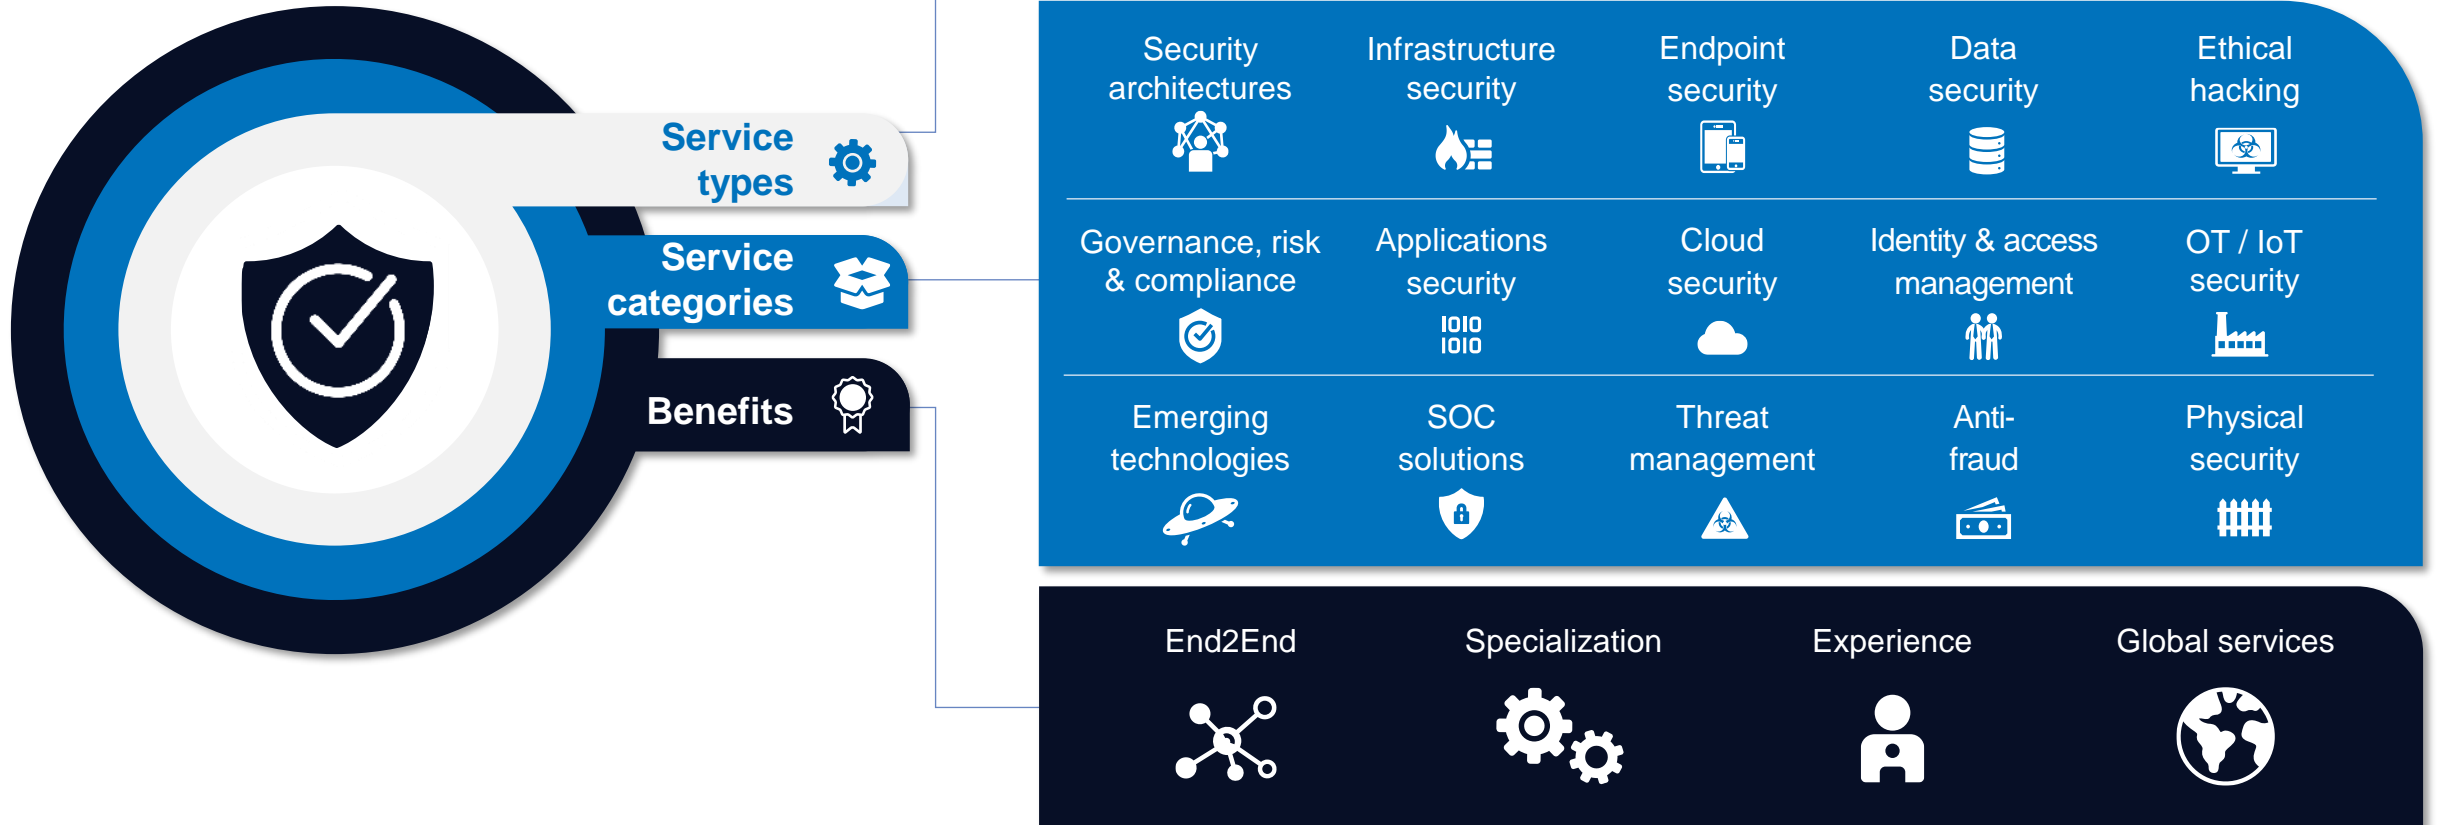 Service
types
Service
categories
Benefits
Security
architectures
Infrastructure
security
Endpoint
security
Data
security
Ethical
hacking
Governance, risk
& compliance
Applications
security
1010
1010
Cloud
security
Identity & access
management
OT / IoT
security
Emerging
technologies
SOC
solutions
Threat
management
Anti-
fraud
Physical
security
End2End
Specialization
Experience
Global services